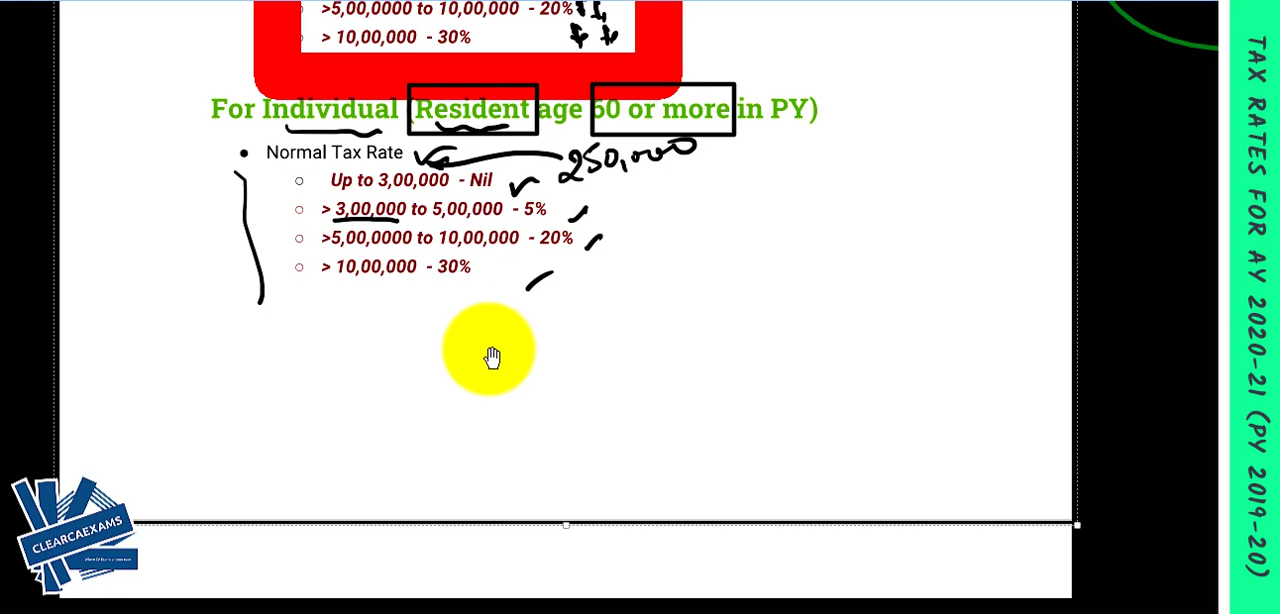 >5,00,0000 to 10,00,000 - 20%
> 10,00,000 - 30%
For Individual (Resident age 60 or more in PY)
Normal Tax Rate
250,000
Up to 3,00,000 - Nil
> 3,00,000 to 5,00,000 - 5%
>5,00,0000 to 10,00,000 - 20%
> 10,00,000 - 30%
CLEARCAEXAMS
TAX RATES FOR AY 2020-21 (PY 2019-20)